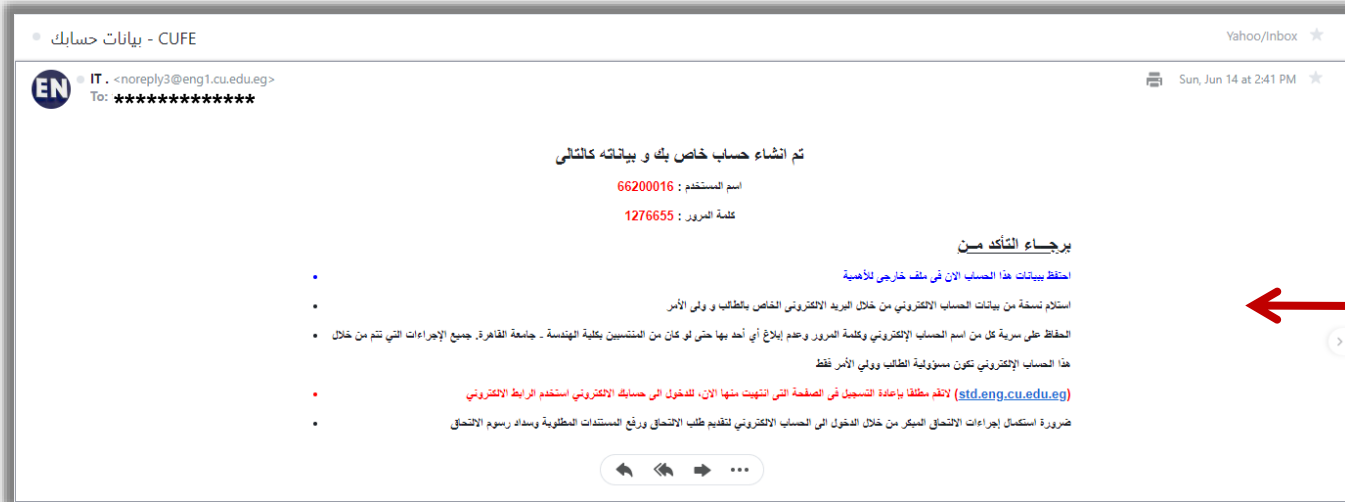 CUFE - بيانات حسابك
Yahoo/Inbox
EN
IT . <noreply3@eng1.cu.edu.eg>
Sun, Jun 14 at 2:41 PM
To: *************
تم انشاء حساب خاص بك و بياناته كالتالى
اسم المستخدم : 66200016
كلمة المرور : 1276655
برجـــاء التأكد مــن
احتفظ ببيانات هذا الحساب الان فى ملف خارجى للأهمية
استلام نسخة من بيانات الحساب الالكتروني من خلال البريد الالكترونى الخاص بالطالب و ولى الأمر
الحفاظ على سرية كل من اسم الحساب الإلكتروني وكلمة المرور وعدم إبلاغ أي أحد بها حتى لو كان من المنتسبين بكلية الهندسة - جامعة القاهرة. جميع الإجراءات التي تتم من خلال
هذا الحساب الإلكتروني تكون مسؤولية الطالب وولي الأمر فقط
(std.eng.cu.edu.eg) لاتقم مطلقا بإعادة التسجيل فى الصفحة التى انتهيت منها الان، للدخول الى حسابك الالكتروني استخدم الرابط الالكتروني
ضرورة استكمال إجراءات الالتحاق المبكر من خلال الدخول الى الحساب الالكتروني لتقديم طلب الالتحاق ورفع المستندات المطلوبة وسداد رسوم الالتحاق